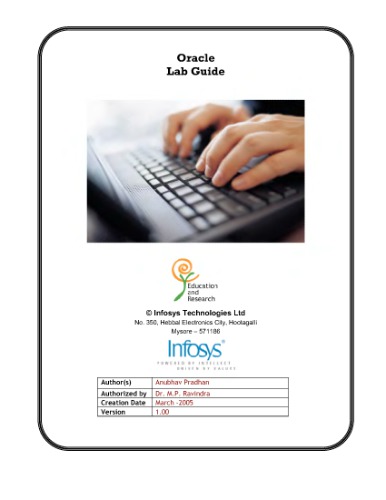 Oracle
Lab Guide
Education
and
Research
© Infosys Technologies Ltd
No. 350, Hebbal Electronics City, Hootagalli
Mysore – 571186
Infosys®
POWERED BY INTELLECT
DRIVEN BY VALUES
Author(s) Anubhav Pradhan
Authorized by Dr. M.P. Ravindra
Creation Date March -2005
Version 1.00